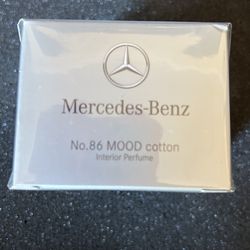 Mercedes-Benz
No.86 MOOD cotton
Interior Perfume